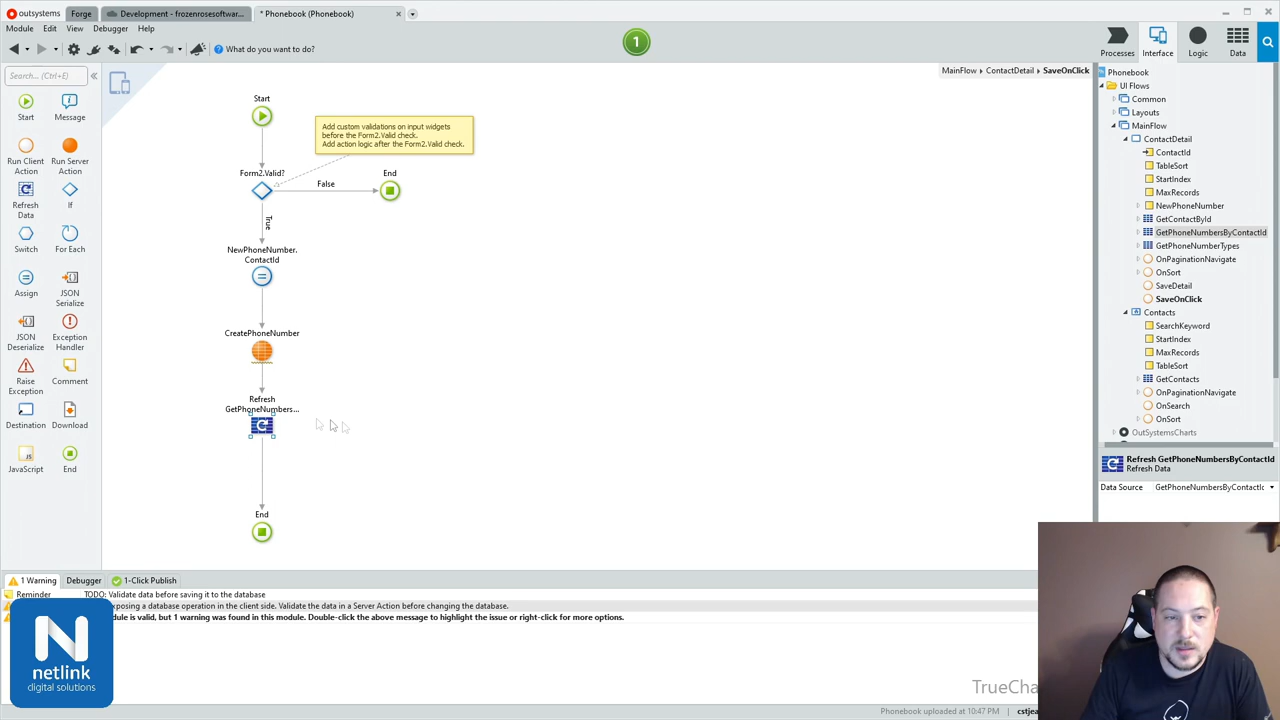 outsystems
Forge
Development - frozenrosesoftwar...
* Phonebook (Phonebook)
Module
Edit
View
Debugger
Help
What do you want to do?
1
Processes
Interface
Logic
Data
Search... (Ctrl+E)
MainFlow
ContactDetail
SaveOnClick
Start
Message
Run Client
Action
Run Server
Action
Refresh
Data
If
Switch
For Each
Assign
JSON
Serialize
JSON
Deserialize
Exception
Handler
Raise
Exception
Comment
Destination
Download
JavaScript
End
Start
Add custom validations on input widgets
before the Form2.Valid check.
Add action logic after the Form2.Valid check.
Form2.Valid?
False
End
True
NewPhoneNumber.
ContactId
CreatePhoneNumber
Refresh
GetPhoneNumbers...
End
Phonebook
UI Flows
Common
Layouts
MainFlow
ContactDetail
ContactId
TableSort
StartIndex
MaxRecords
NewPhoneNumber
GetContactById
GetPhoneNumbersByContactId
GetPhoneNumberTypes
OnPaginationNavigate
OnSort
SaveDetail
SaveOnClick
Contacts
SearchKeyword
StartIndex
MaxRecords
TableSort
GetContacts
OnPaginationNavigate
OnSearch
OnSort
OutSystemsCharts
Refresh GetPhoneNumbersByContactId
Refresh Data
Data Source
GetPhoneNumbersByContactIc
1 Warning
Debugger
1-Click Publish
Reminder
TODO: Validate data before saving it to the database
xposing a database operation in the client side. Validate the data in a Server Action before changing the database.
dule is valid, but 1 warning was found in this module. Double-click the above message to highlight the issue or right-click for more options.
N
netlink
digital solutions
TrueCha
Phonebook uploaded at 10:47 PM
cstjea